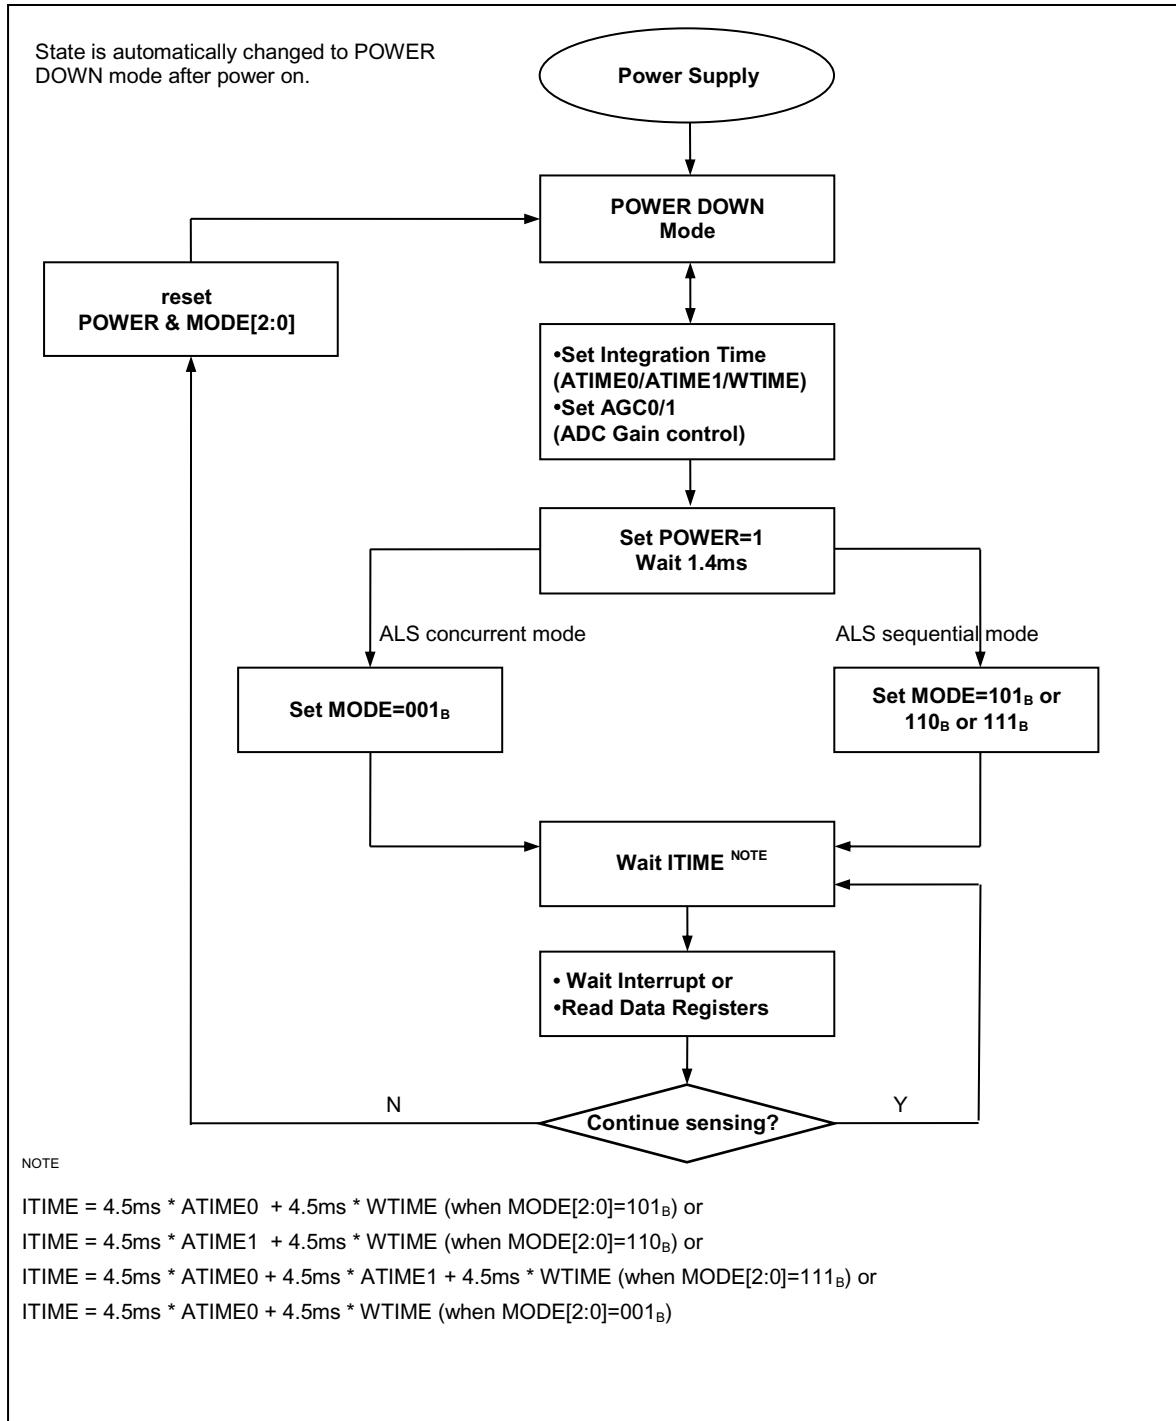 State is automatically changed to POWER
DOWN mode after power on.
Power Supply
POWER DOWN
Mode
reset
POWER & MODE[2:0]
•Set Integration Time
(ATIME0/ATIME1/WTIME)
•Set AGC0/1
(ADC Gain control)
Set POWER=1
Wait 1.4ms
ALS concurrent mode
ALS sequential mode
Set MODE=001B
Set MODE=101B or
110B or 111B
Wait ITIME NOTE
• Wait Interrupt or
•Read Data Registers
N
Continue sensing?
Y
NOTE
ITIME = 4.5ms * ATIME0 + 4.5ms * WTIME (when MODE[2:0]=101B) or
ITIME = 4.5ms * ATIME1 + 4.5ms * WTIME (when MODE[2:0]=110B) or
ITIME = 4.5ms * ATIME0 + 4.5ms * ATIME1 + 4.5ms * WTIME (when MODE[2:0]=111B) or
ITIME = 4.5ms * ATIME0 + 4.5ms * WTIME (when MODE[2:0]=001B)